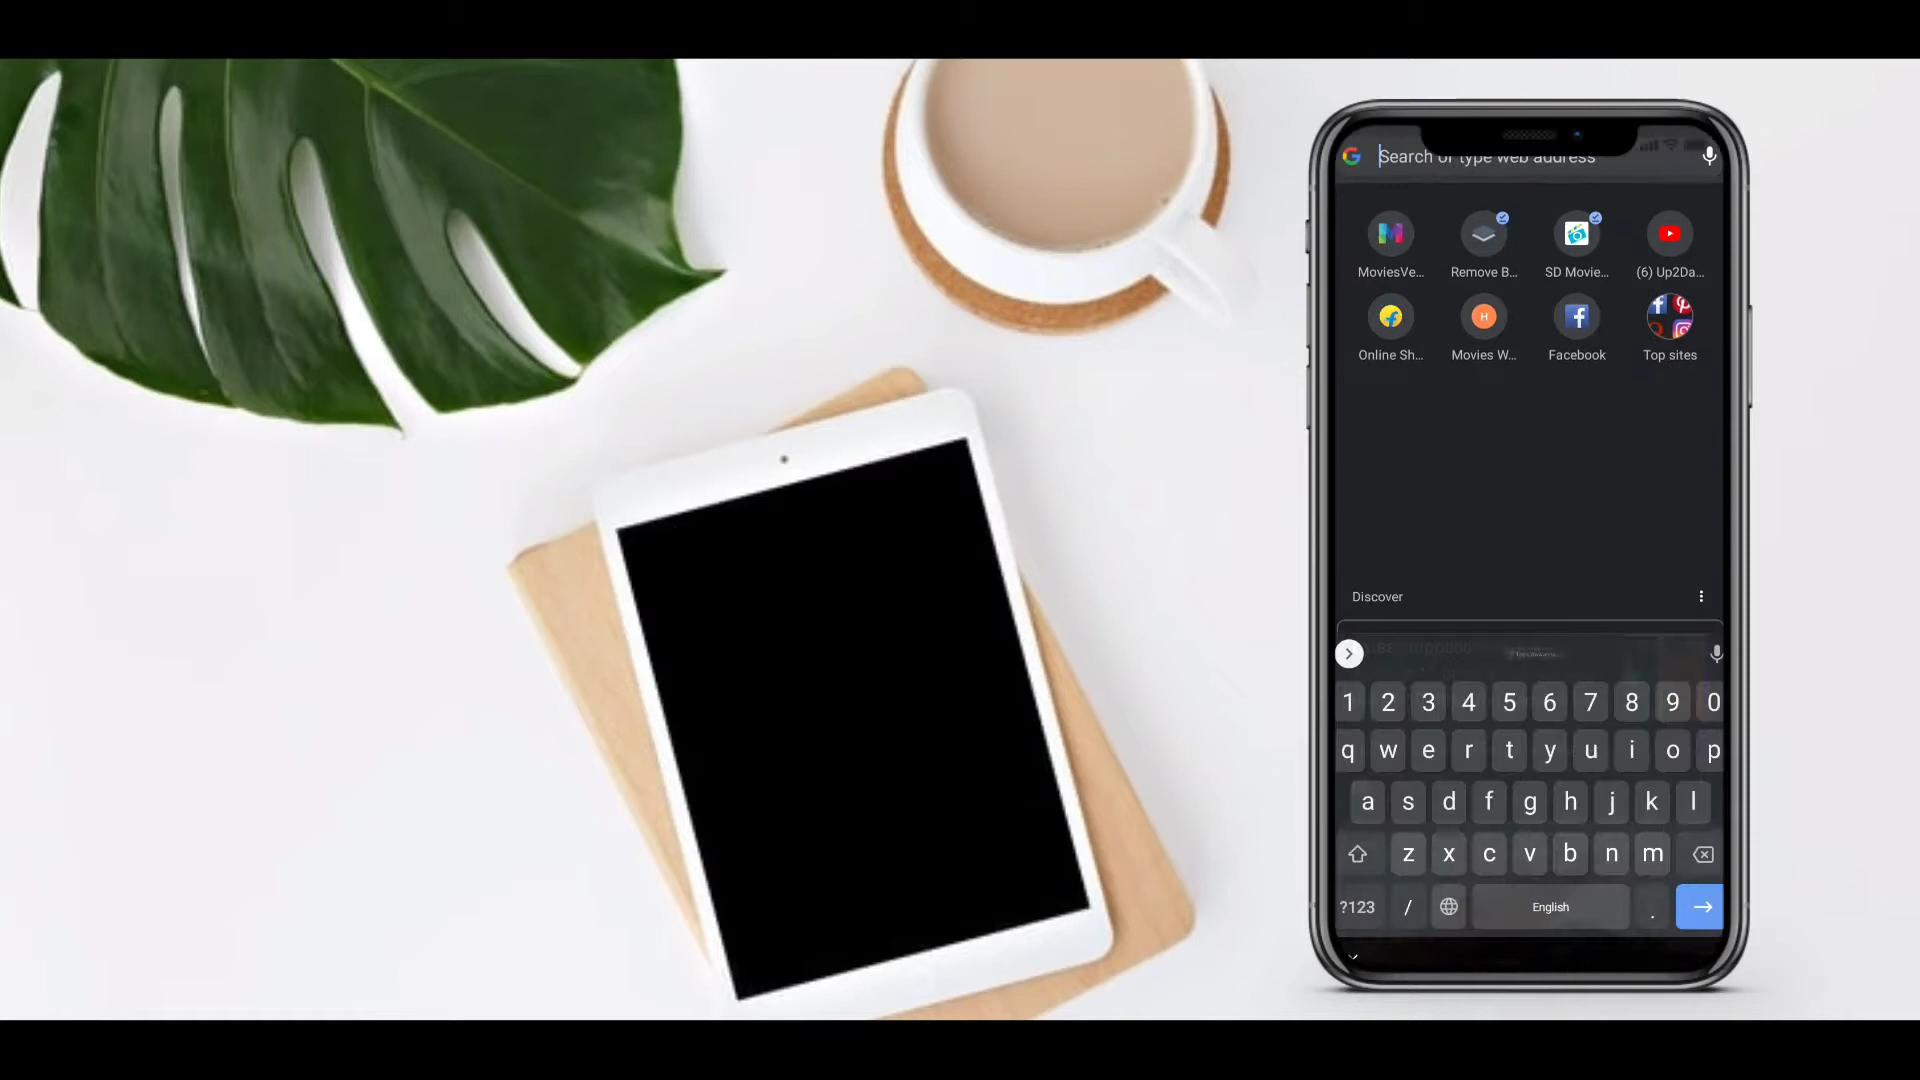 Search or type web address
MoviesVe... Remove B... SD Movie... (6) Up2Da...
H
Online Sh... Movies W... Facebook Top sites
Discover
1 2 3 4 5 6 7 8 9 0
q w e r t y u i o p
a s d f g h j k l
z x c v b n m
?123 / English .